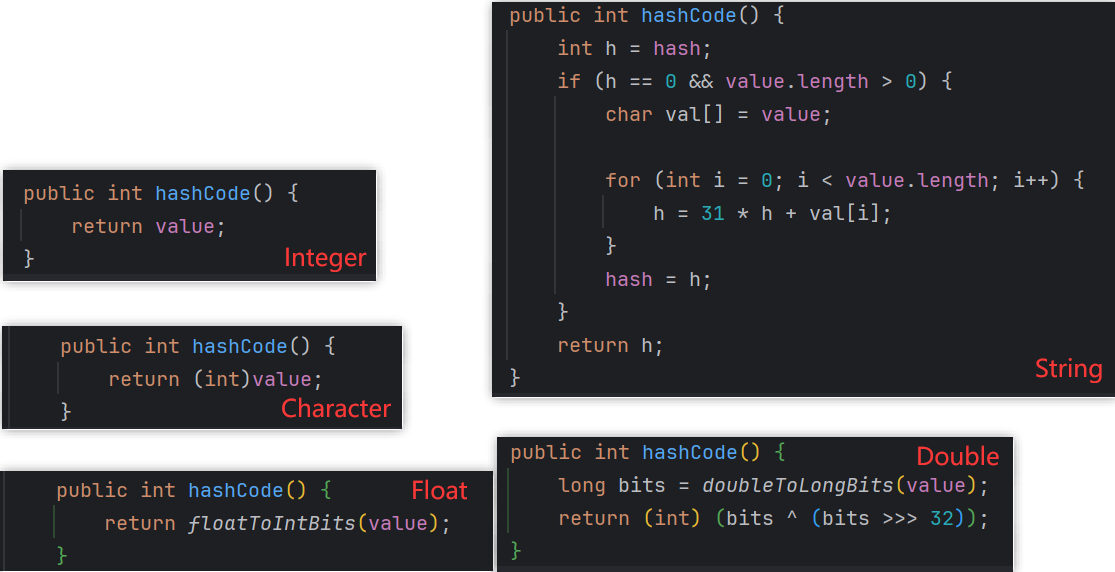 public int hashCode() {
    return value;
}
Integer
public int hashCode() {
    return (int)value;
}
Character
public int hashCode() {
    return floatToIntBits(value);
}
Float
public int hashCode() {
    int h = hash;
    if (h == 0 && value.length > 0) {
        char val[] = value;

        for (int i = 0; i < value.length; i++) {
            h = 31 * h + val[i];
        }
        hash = h;
    }
    return h;
}
String
public int hashCode() {
    long bits = doubleToLongBits(value);
    return (int) (bits ^ (bits >>> 32));
}
Double